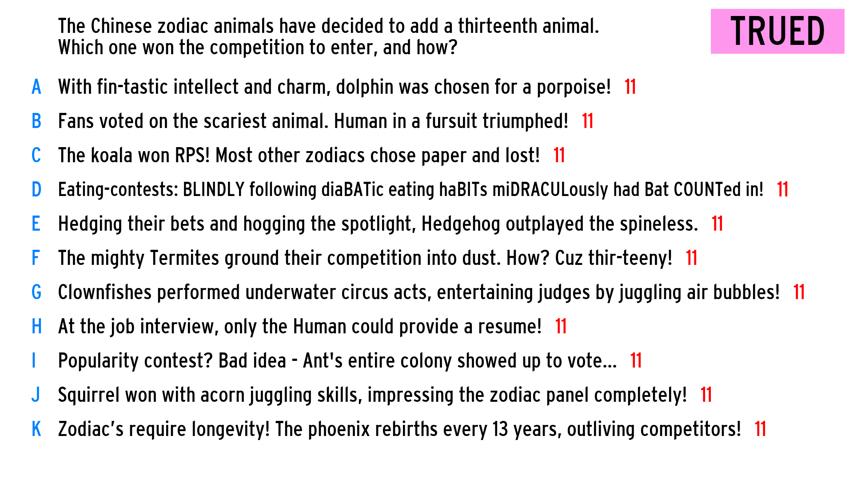 The Chinese zodiac animals have decided to add a thirteenth animal.
Which one won the competition to enter, and how?
TRUED
A With fin-tastic intellect and charm, dolphin was chosen for a porpoise! 11
B Fans voted on the scariest animal. Human in a fursuit triumphed! 11
C The koala won RPS! Most other zodiacs chose paper and lost! 11
D Eating-contests: BLINDLY following diaBATic eating haBITs miDRACULously had Bat COUNTed in! 11
E Hedging their bets and hogging the spotlight, Hedgehog outplayed the spineless. 11
F The mighty Termites ground their competition into dust. How? Cuz thir-teeny! 11
G Clownfishes performed underwater circus acts, entertaining judges by juggling air bubbles! 11
H At the job interview, only the Human could provide a resume! 11
I Popularity contest? Bad idea - Ant's entire colony showed up to vote... 11
J Squirrel won with acorn juggling skills, impressing the zodiac panel completely! 11
K Zodiac's require longevity! The phoenix rebirths every 13 years, outliving competitors! 11